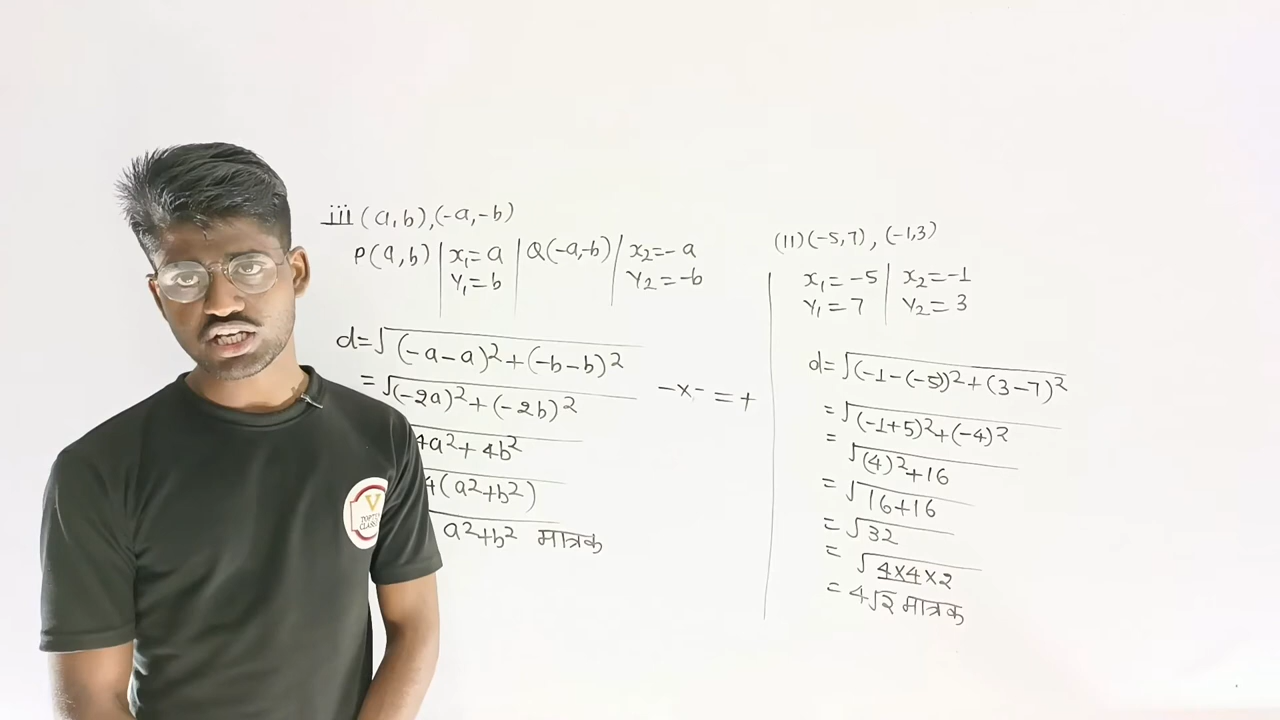 iii (a,b),(-a,-b)
P(a,b) | x₁=a | Q(-a,-b) | x₂=-a
y₁=b | y₂=-b
d=√(-a-a)²+(-b-b)²
=√(-2a)²+(-2b)²
4a²+4b²
4(a²+b²)
a²+b² मात्रक
-x- = +
(11)(-5,7), (-1,3)
x₁=-5 | x₂=-1
y₁=7 | y₂=3
d=√(-1-(-5))²+(3-7)²
=√(-1+5)²+(-4)²
=√(4)²+16
=√16+16
=√32
=√4×4×2
=4√2 मात्रक
V